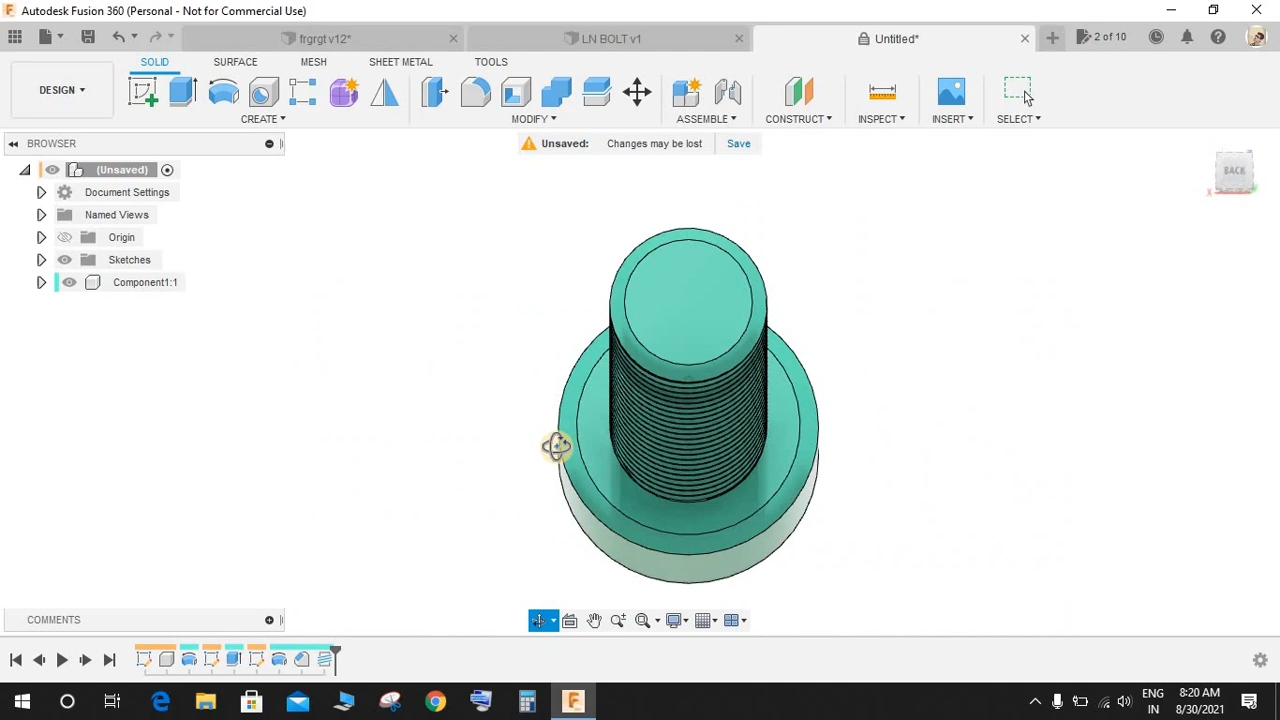 Autodesk Fusion 360 (Personal - Not for Commercial Use)
frgrgt v12*
LN BOLT v1
Untitled*
2 of 10
SOLID
SURFACE
MESH
SHEET METAL
TOOLS
DESIGN
CREATE
MODIFY
ASSEMBLE
CONSTRUCT
INSPECT
INSERT
SELECT
BROWSER
Unsaved: Changes may be lost Save
(Unsaved)
Document Settings
Named Views
Origin
Sketches
Component1:1
BACK
X
COMMENTS
ENG 8:20 AM
IN 8/30/2021